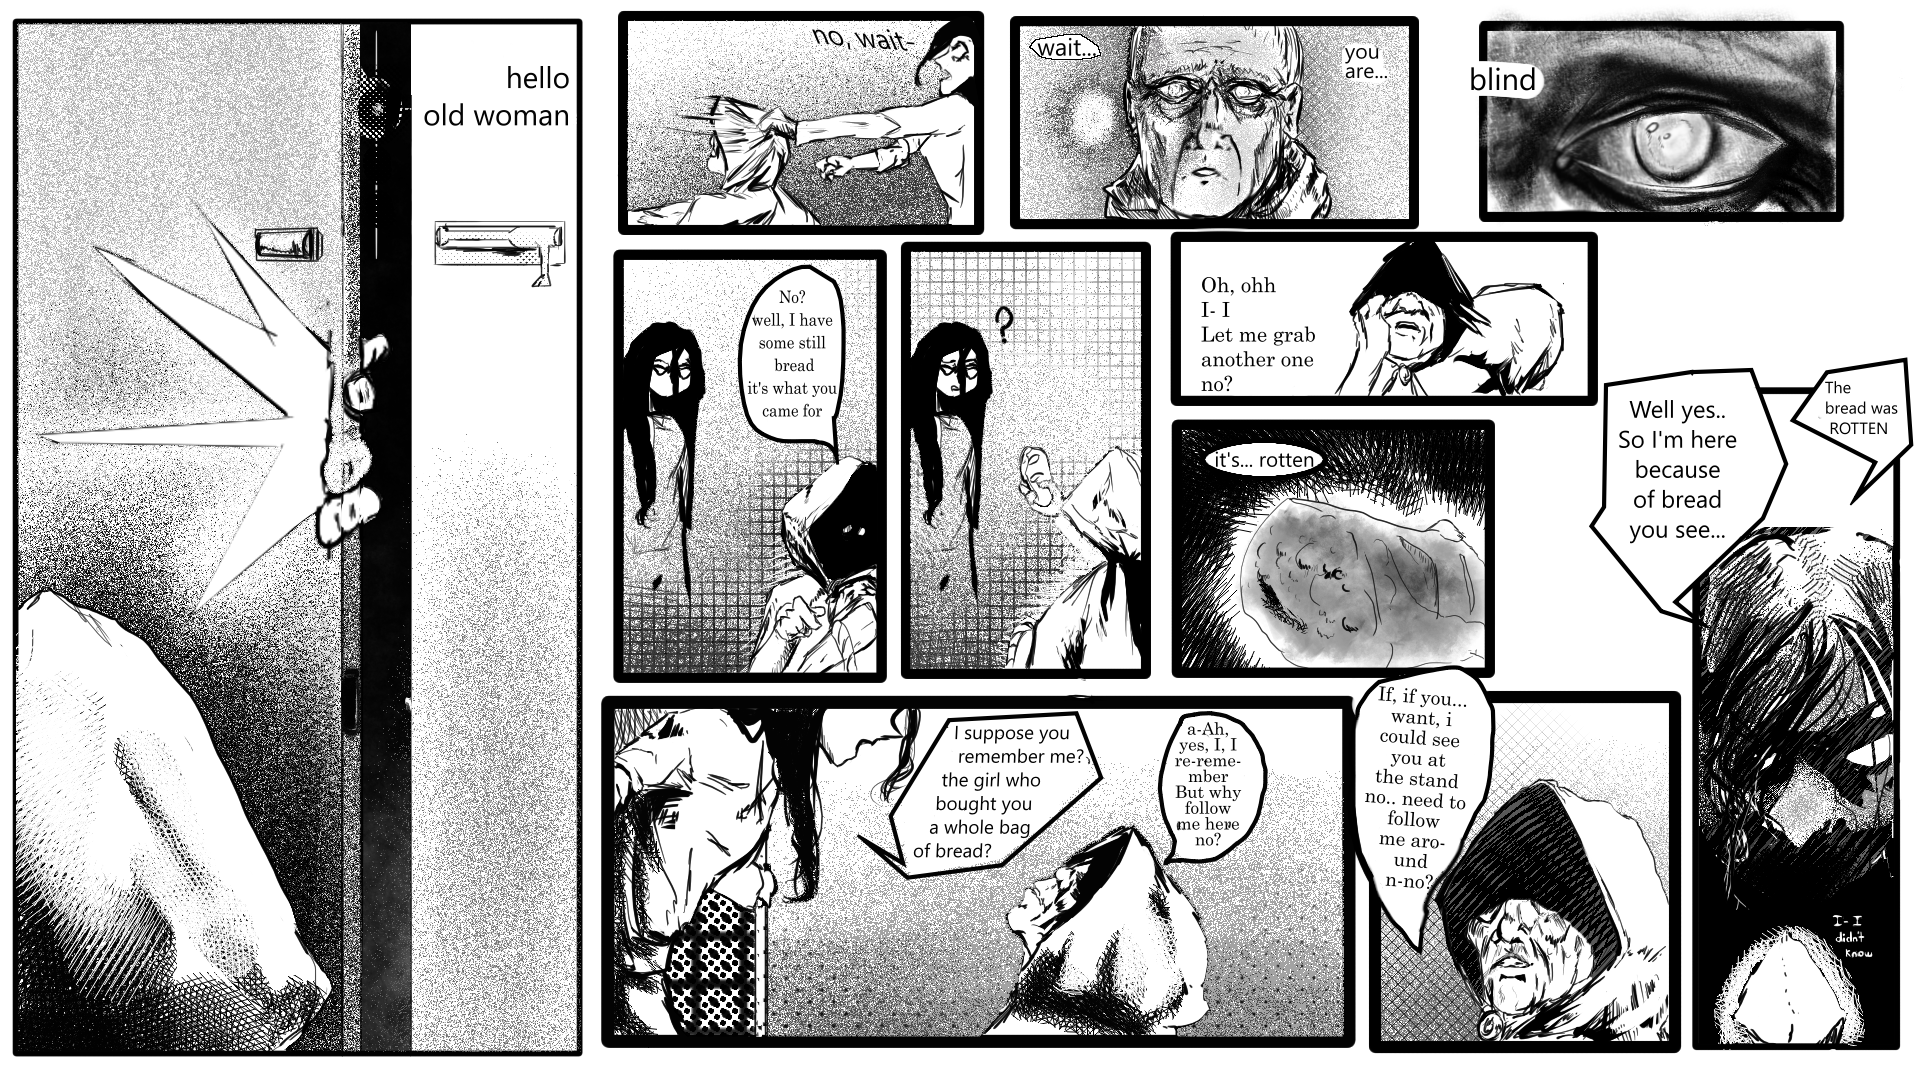 hello
old woman
no, wait-
wait...
you
are...
blind
No?
well, I have
some still
bread
it's what you
came for
?
Oh, ohh
I- I
Let me grab
another one
no?
it's... rotten
Well yes..
So I'm here
because
of bread
you see...
The
bread was
ROTTEN
I suppose you
remember me?
the girl who
bought you
a whole bag
of bread?
a-Ah,
yes, I, I
re-reme-
mber
But why
follow
me here
no?
If, if you...
want, i
could see
you at
the stand
no.. need to
follow
me aro-
und
n-no?
I- I
didn't
know